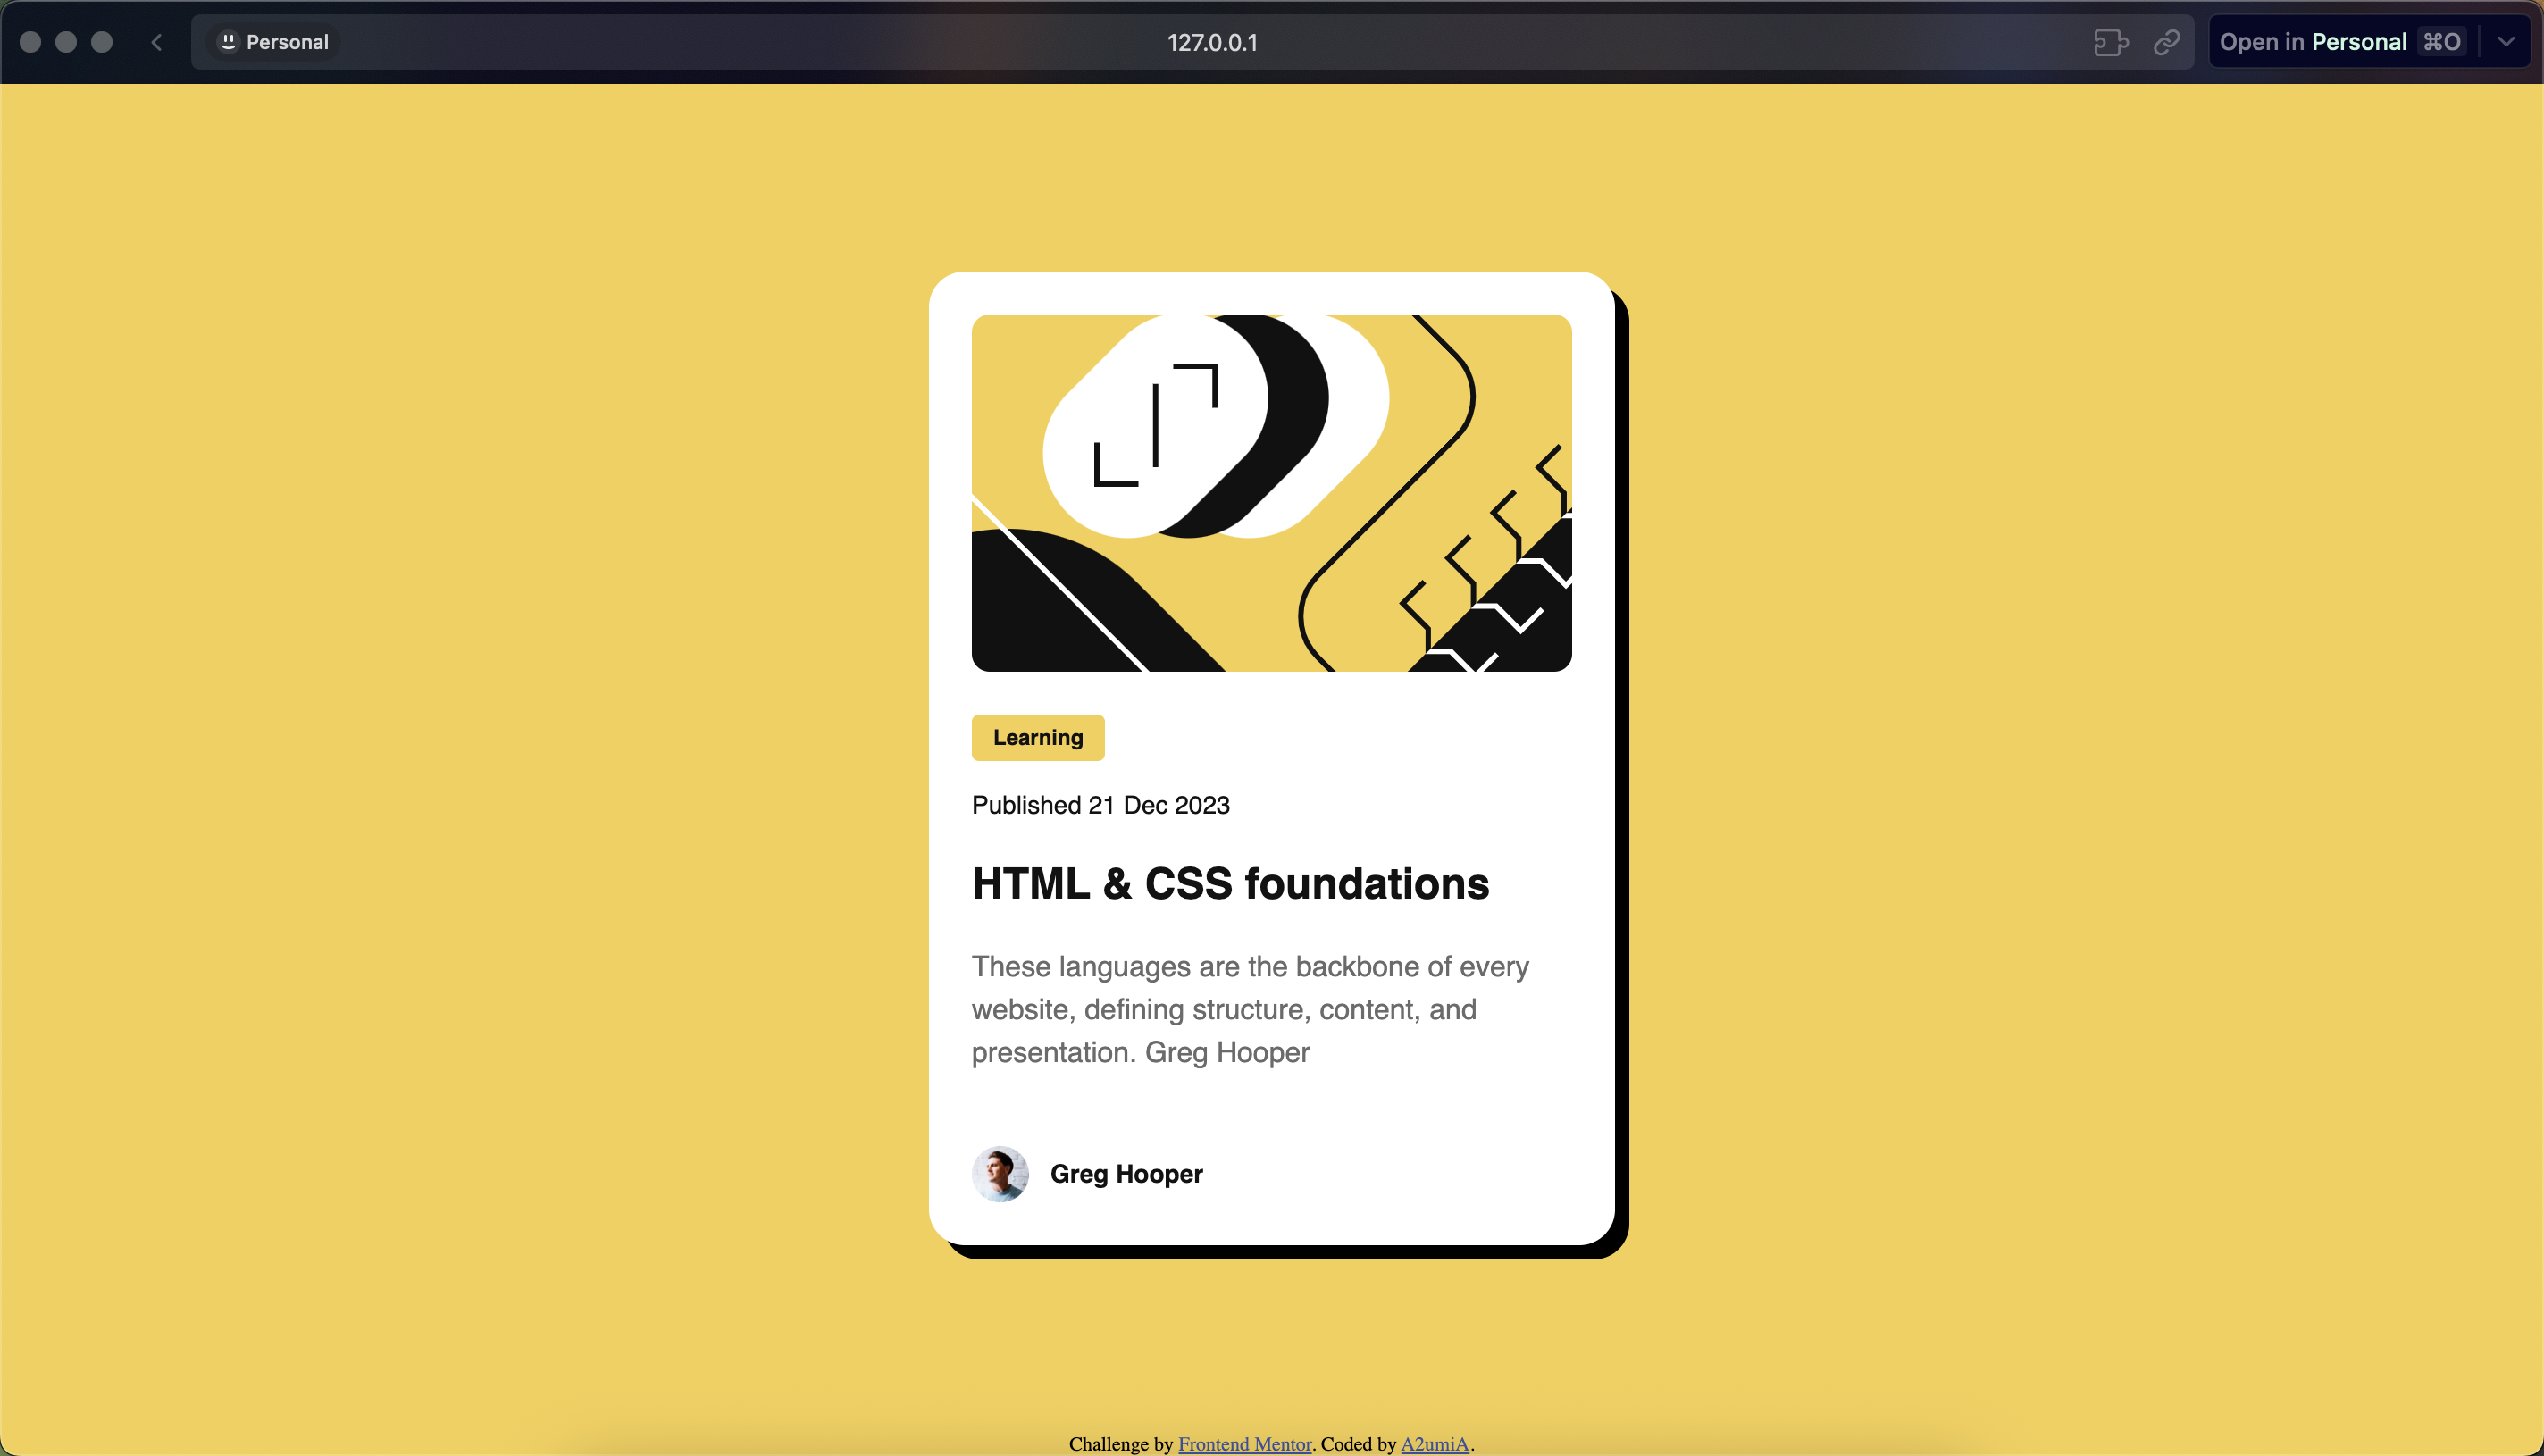 Personal
127.0.0.1
Open in Personal ⌘O
Learning
Published 21 Dec 2023
HTML & CSS foundations
These languages are the backbone of every
website, defining structure, content, and
presentation. Greg Hooper
Greg Hooper
Challenge by Frontend Mentor. Coded by A2umiA.